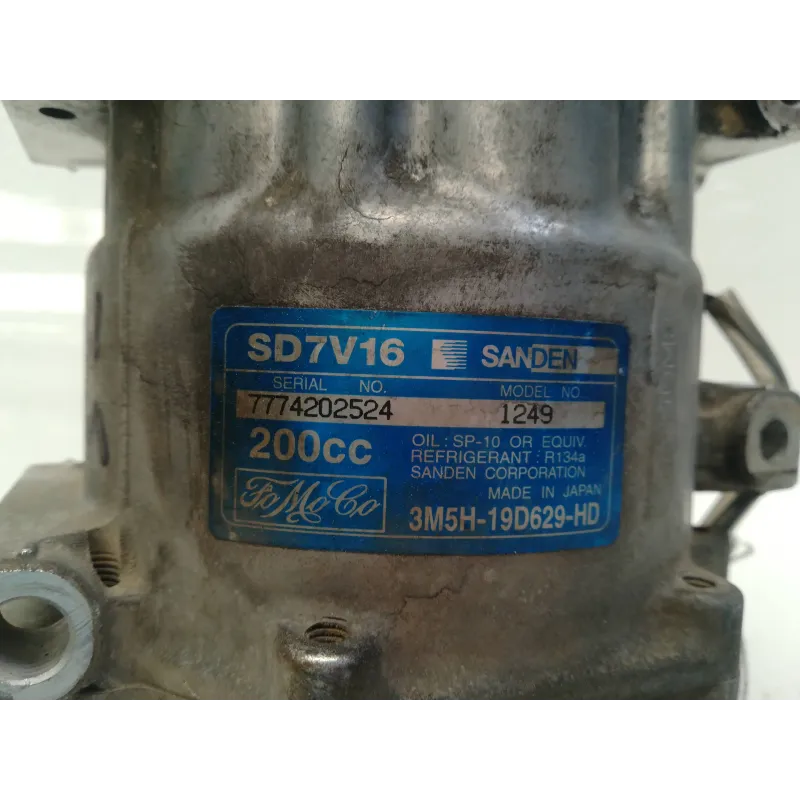 SD7V16 SANDEN
SERIAL NO. MODEL NO
7774202524 1249
200cc
OIL : SP-10 OR EQUIV.
REFRIGERANT : R134a
SANDEN CORPORATION
MADE IN JAPAN
FoMoCo
3M5H-19D629-HD